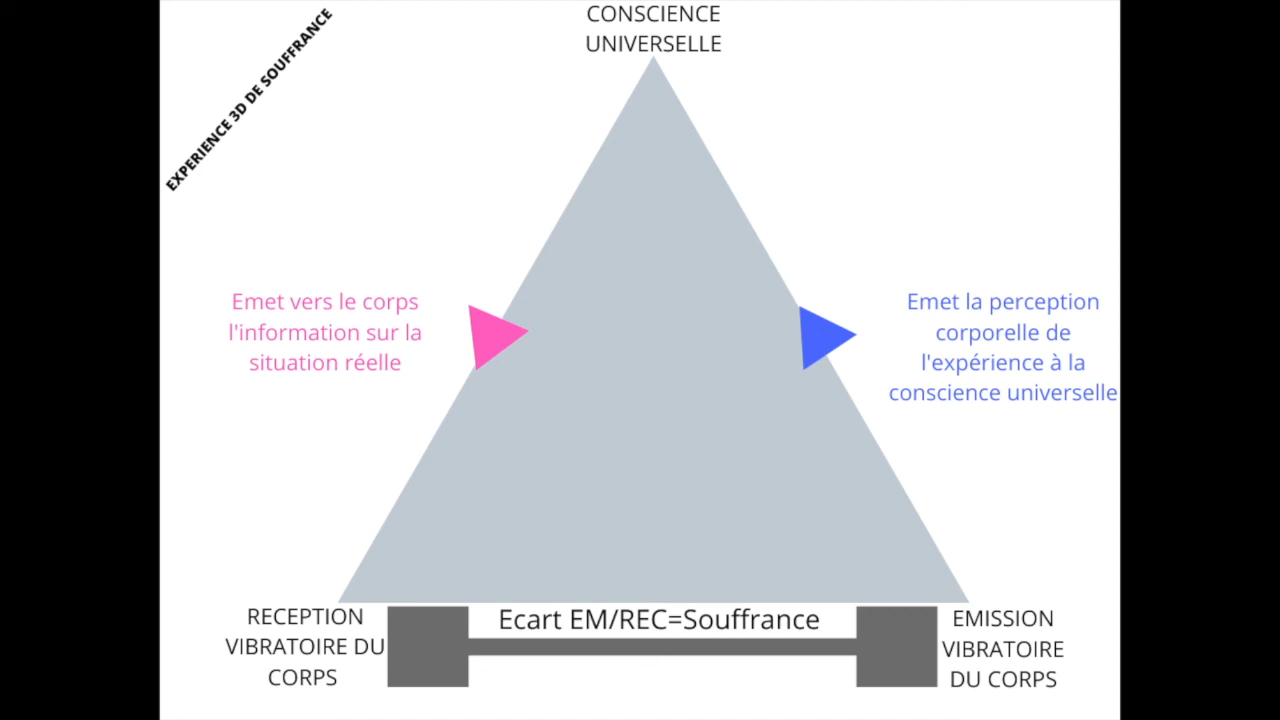 EXPERIENCE 3D DE SOUFFRANCE
CONSCIENCE
UNIVERSELLE
Emet vers le corps
l'information sur la
situation réelle
Emet la perception
corporelle de
l'expérience à la
conscience universelle
RECEPTION
VIBRATOIRE DU
CORPS
Ecart EM/REC=Souffrance
EMISSION
VIBRATOIRE
DU CORPS